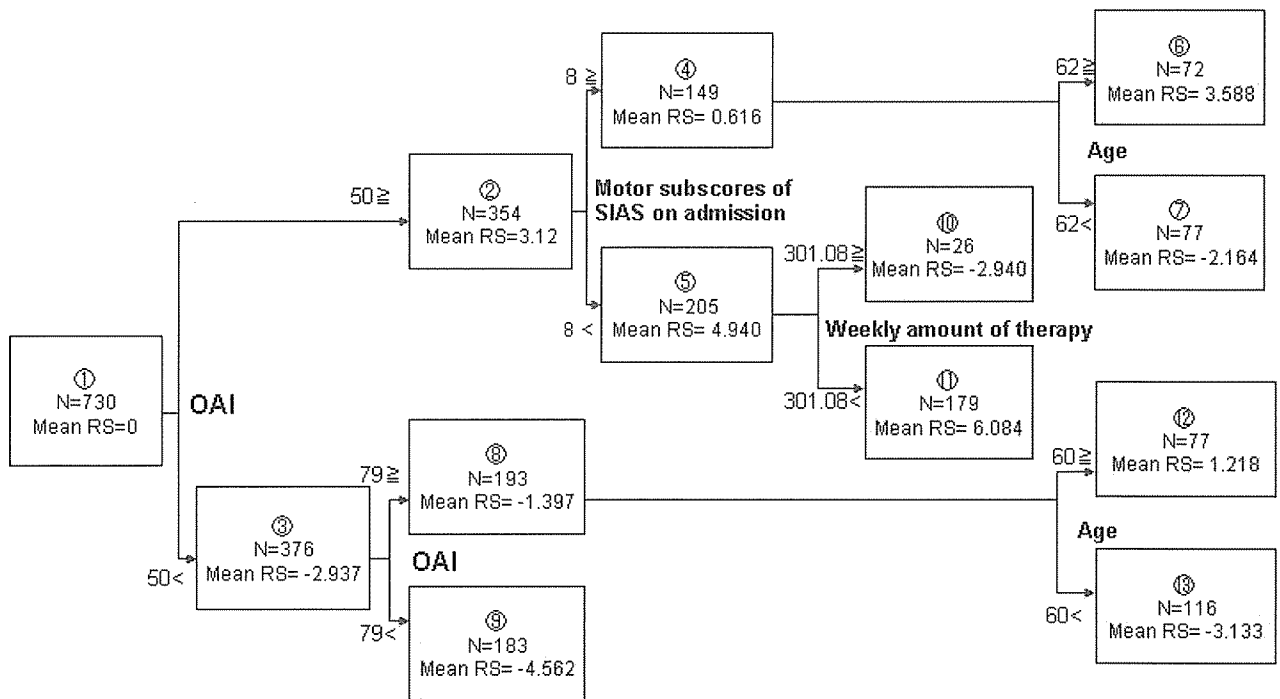 ①
N=730
Mean RS=0
OAI
50≧
②
N=354
Mean RS=3.12
50<
③
N=376
Mean RS= -2.937
Motor subscores of
SIAS on admission
8 ≧
④
N=149
Mean RS= 0.616
8 <
⑤
N=205
Mean RS= 4.940
Age
62≧
⑥
N=72
Mean RS= 3.588
62<
⑦
N=77
Mean RS= -2.164
Weekly amount of therapy
301.08≧
⑩
N=26
Mean RS= -2.940
301.08<
⑪
N=179
Mean RS= 6.084
OAI
79≧
⑧
N=193
Mean RS= -1.397
79<
⑨
N=183
Mean RS= -4.562
Age
60≧
⑫
N=77
Mean RS= 1.218
60<
⑬
N=116
Mean RS= -3.133